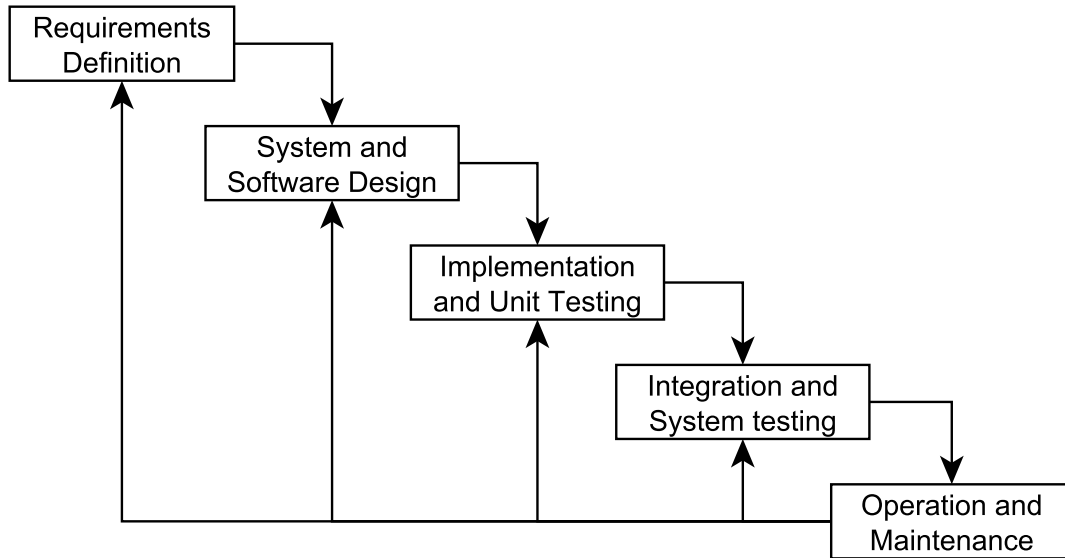 Requirements
Definition
System and
Software Design
Implementation
and Unit Testing
Integration and
System testing
Operation and
Maintenance